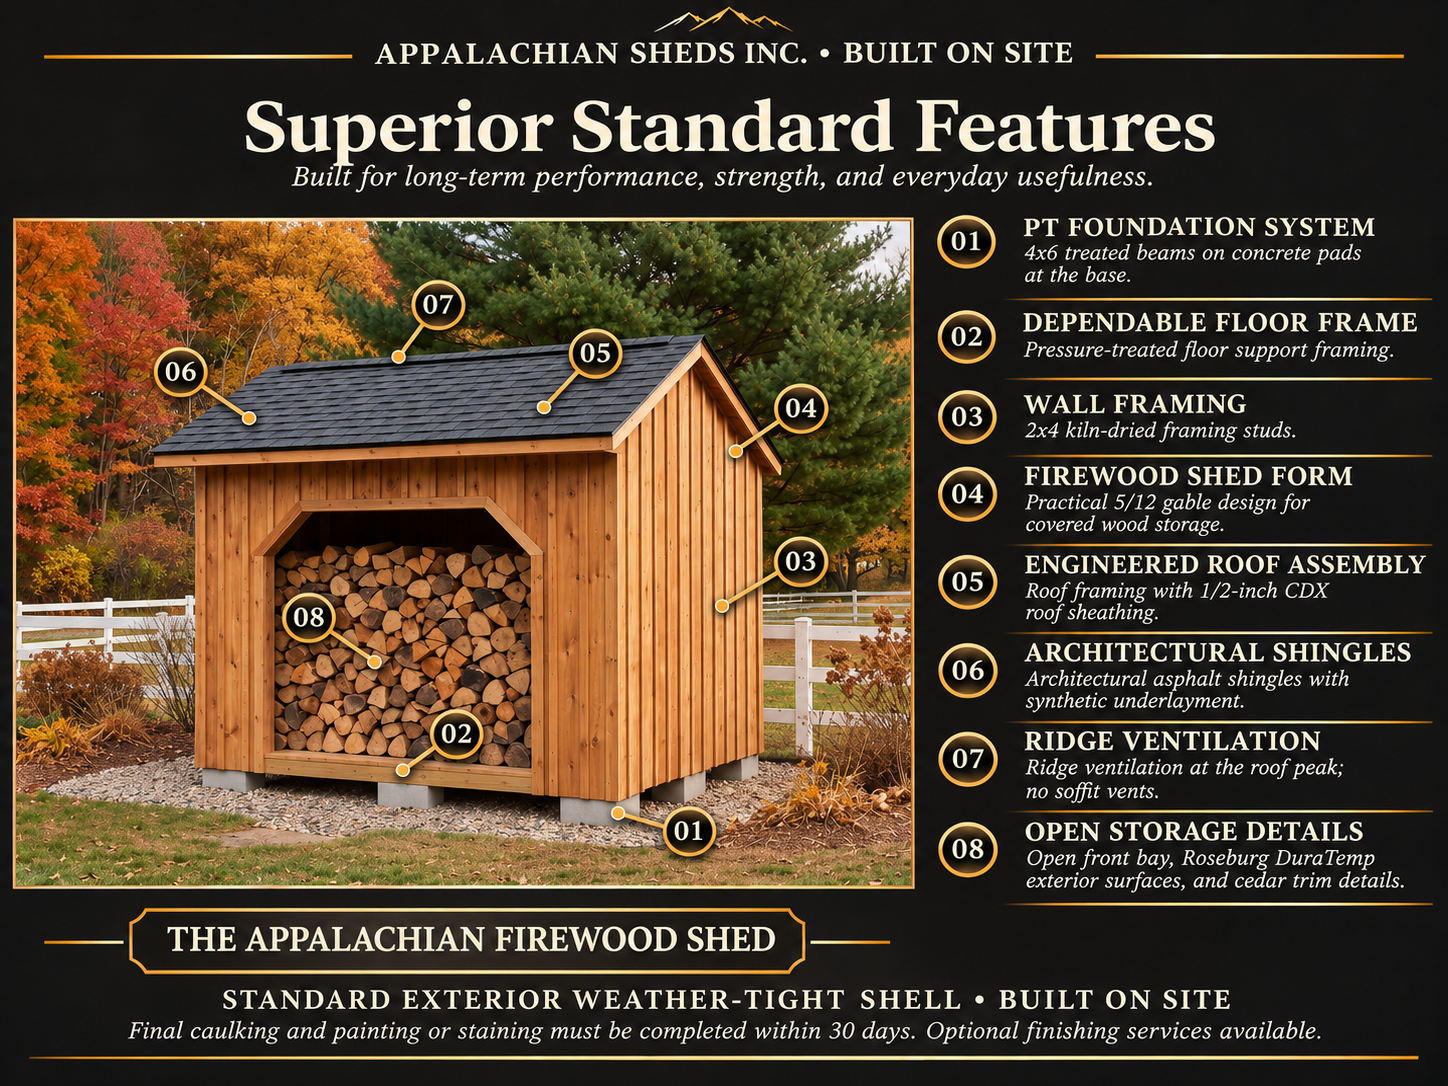 APPALACHIAN SHEDS INC. • BUILT ON SITE
Superior Standard Features
Built for long-term performance, strength, and everyday usefulness.
07
05
06
04
03
08
02
01
01
PT FOUNDATION SYSTEM
4x6 treated beams on concrete pads
at the base.
02
DEPENDABLE FLOOR FRAME
Pressure-treated floor support framing.
03
WALL FRAMING
2x4 kiln-dried framing studs.
04
FIREWOOD SHED FORM
Practical 5/12 gable design for
covered wood storage.
05
ENGINEERED ROOF ASSEMBLY
Roof framing with 1/2-inch CDX
roof sheathing.
06
ARCHITECTURAL SHINGLES
Architectural asphalt shingles with
synthetic underlayment.
07
RIDGE VENTILATION
Ridge ventilation at the roof peak;
no soffit vents.
08
OPEN STORAGE DETAILS
Open front bay, Roseburg DuraTemp
exterior surfaces, and cedar trim details.
THE APPALACHIAN FIREWOOD SHED
STANDARD EXTERIOR WEATHER-TIGHT SHELL • BUILT ON SITE
Final caulking and painting or staining must be completed within 30 days. Optional finishing services available.